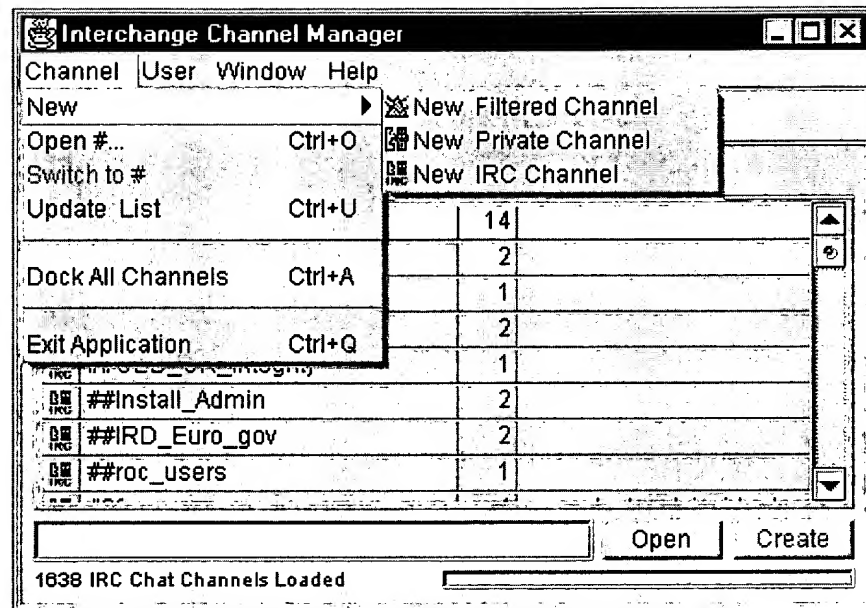 Interchange Channel Manager
Channel User Window Help
New
New Filtered Channel
New Private Channel
New IRC Channel
Open #... Ctrl+O
Switch to #
Update List Ctrl+U
Dock All Channels Ctrl+A
Exit Application Ctrl+Q
14
2
1
2
1
##Install_Admin 2
##IRD_Euro_gov 2
##roc_users 1
Open Create
1638 IRC Chat Channels Loaded